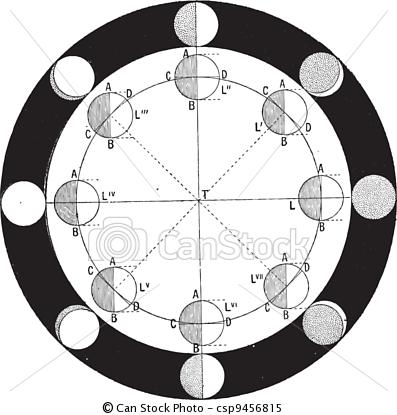 A
C D
L''
B
A D
L'''
C
B
A
D
L'
B
A
L^IV
B
T
A
L
B
© Can Stock Photo
C A
L^V
B D
A D
L^VII
C B
A
L^VI
C D
B
© Can Stock Photo - csp9456815